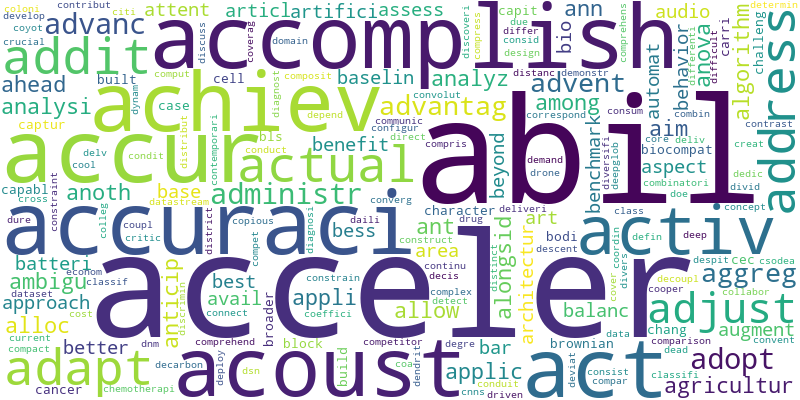 coloni contribut citi
develop advanc attent articl artifici assess capit due comprehens determin
coyot discuss coverag accomplish compress differ consid design audio
crucial addit domain discoveri bio ann carri difficult differenti
ahead built cell baselin analyz advent distanc demonstr automat behavior anova challeng algorithm address
comput composit diagnost convolut
analysi dynam case achiev depend advantag among correspond consum combin contrast
captur distribut contemporari communic configur core deliv creat
delv bis direct compris aim
cool condit accur actual conduct benefit beyond abil demand drone benchmark diversifi deepglob biocompat aspect dedic
capabl cross constraint anoth base datastream administr combinatori doe divid
character drug deliveri class concept
dure colleg coupl district copious daili converg construct ant art bodi descent coordin defin deep
critic accuraci compet diagnosi bess area alongsid distinct architectur cover divers activ despit csodea
batteri econom continu decis cec aggreg
ambigu classif anticip discrimin best constrain complex decoupl
dataset acceler avail appli detect balanc cooper collabor
approach connect coeffici allow chang augment
alloc cost broader data adjust
current dnm comprehend block competitor degre bar brownian comparison convent
compact better decarbon deploy build coa dendrit applic deviat consist dead adopt
adapt cancer chemotherapi dsn acoust cnns conduit driven act compar classifi agricultur